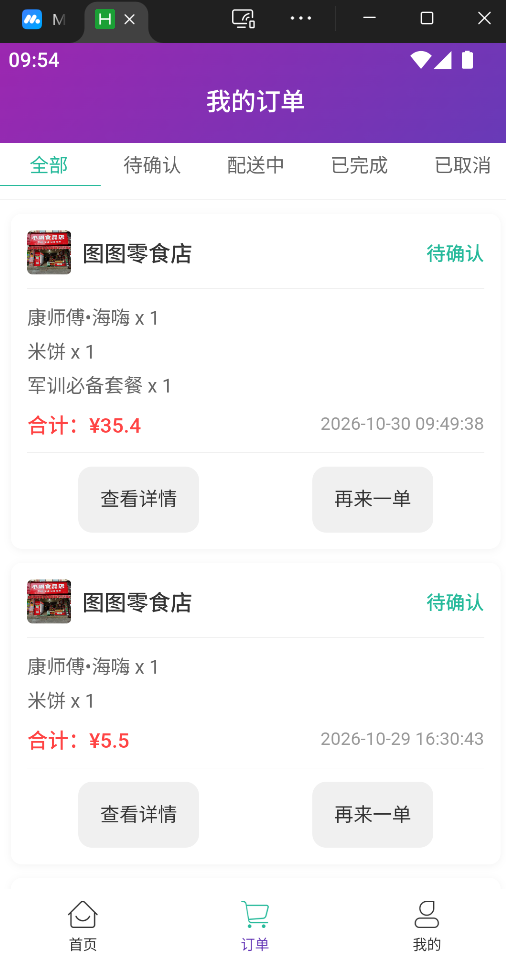 M
H
09:54
我的订单
全部 待确认 配送中 已完成 已取消
图图零食店 待确认
康师傅•海嗨 x 1
米饼 x 1
军训必备套餐 x 1
合计：¥35.4 2026-10-30 09:49:38
查看详情 再来一单
图图零食店 待确认
康师傅•海嗨 x 1
米饼 x 1
合计：¥5.5 2026-10-29 16:30:43
查看详情 再来一单
首页 订单 我的